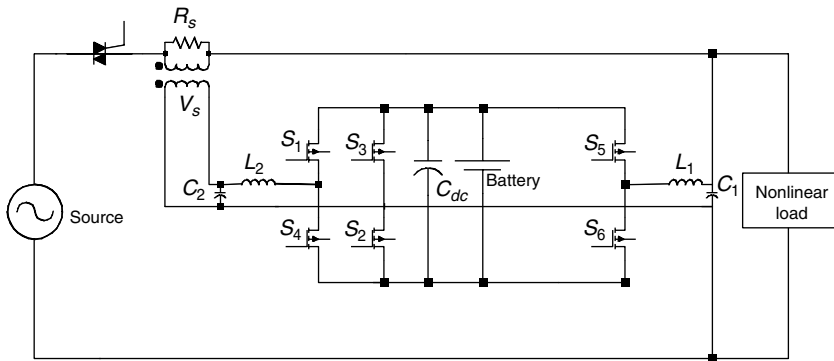 R_s
V_s
S_1
S_3
S_5
L_2
L_1
C_2
C_dc
Battery
C_1
Nonlinear
load
Source
S_4
S_2
S_6